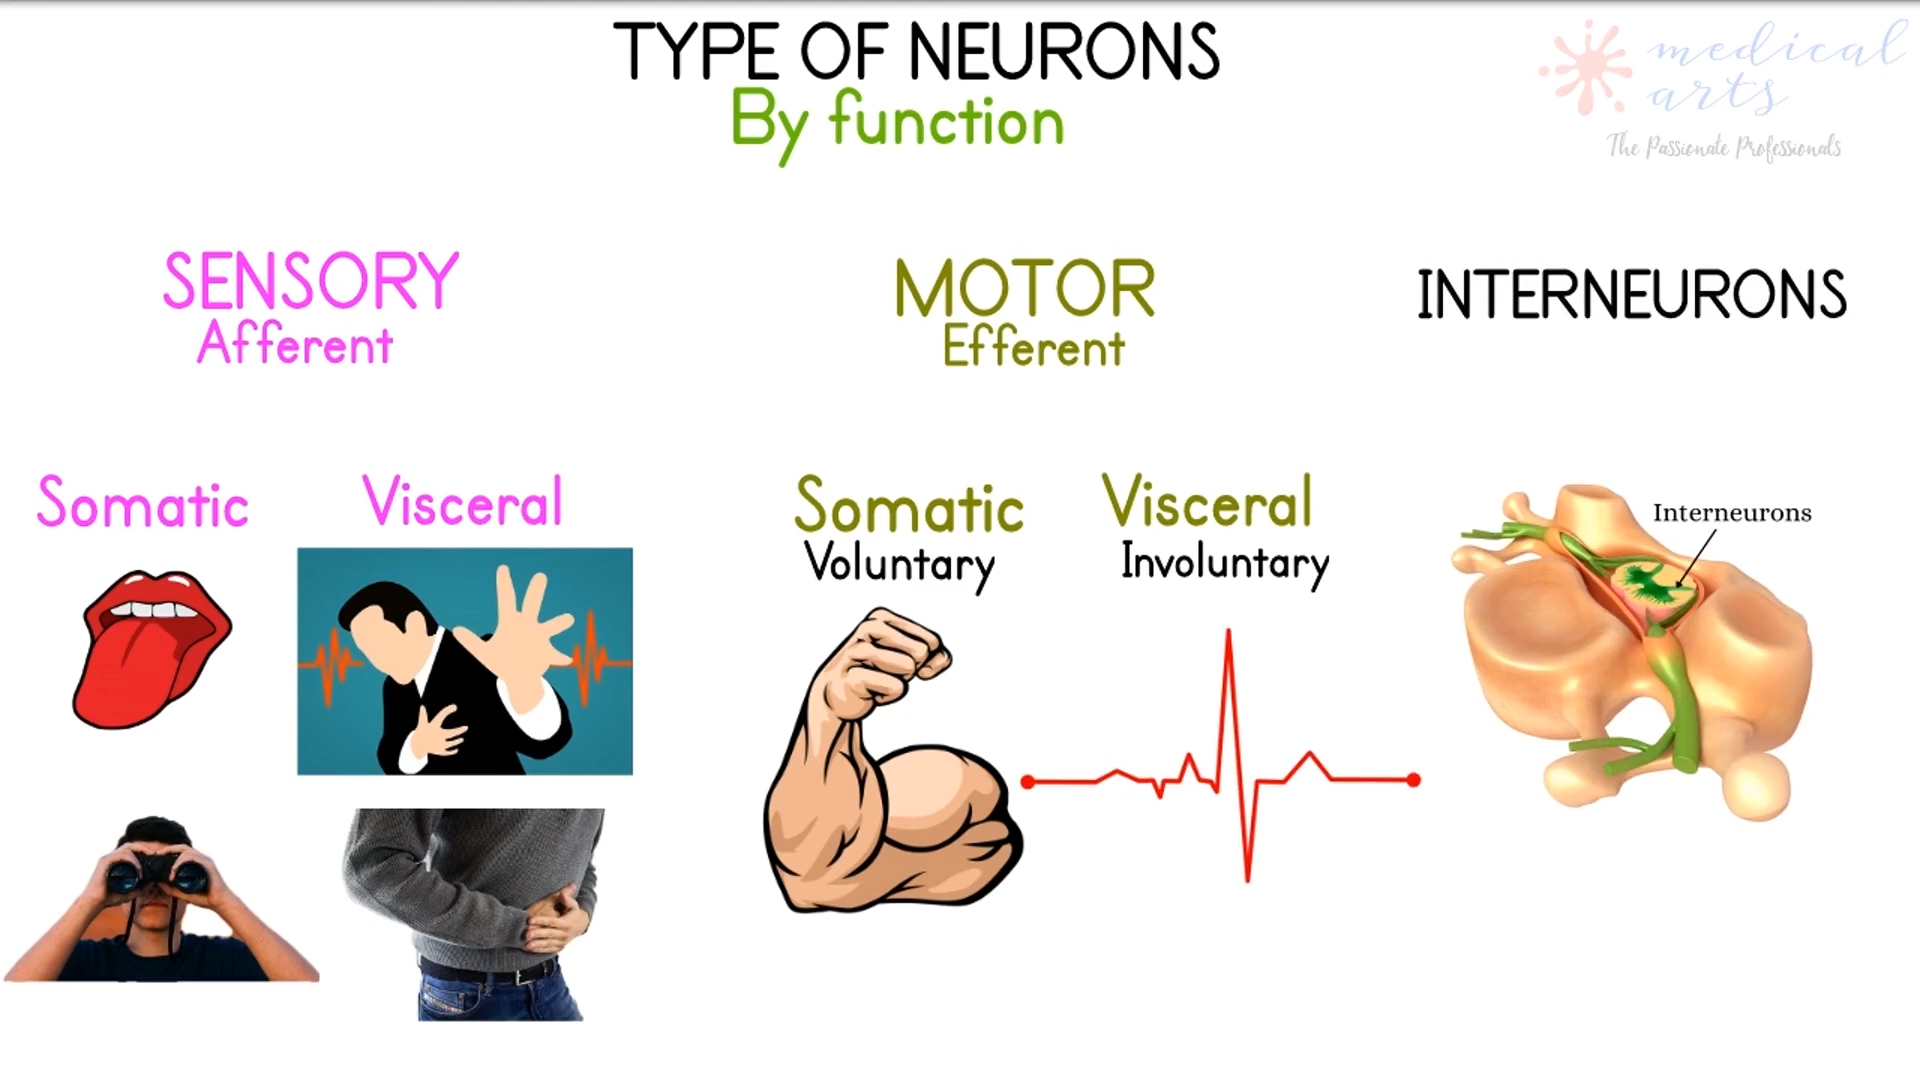 TYPE OF NEURONS
By function
medical
arts
The Passionate Professionals
SENSORY
Afferent
MOTOR
Efferent
INTERNEURONS
Somatic
Visceral
Somatic
Voluntary
Visceral
Involuntary
Interneurons